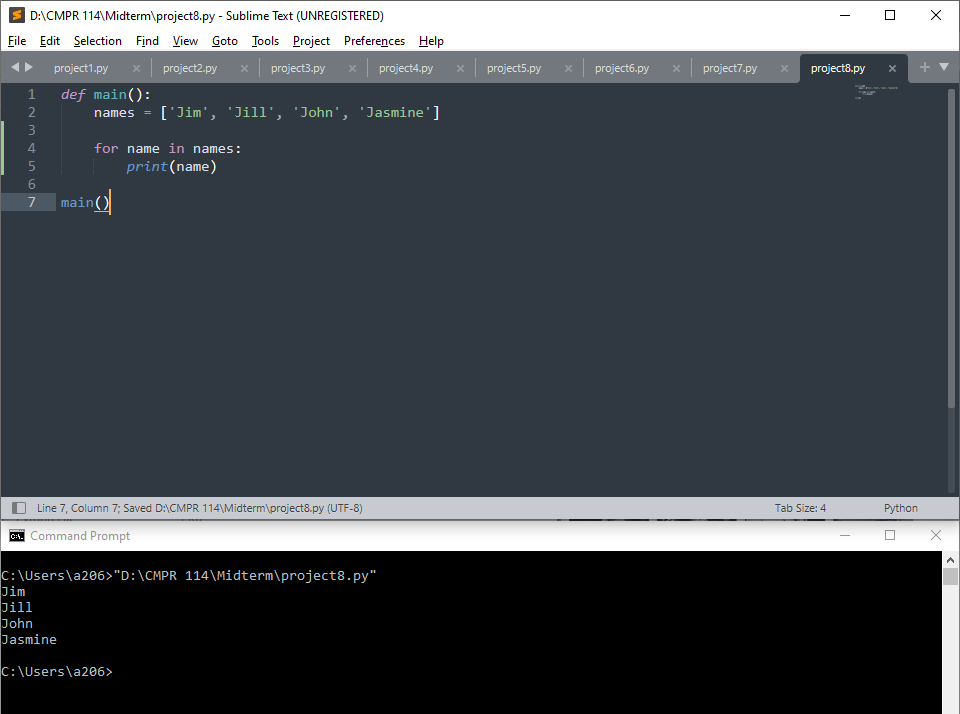 D:\CMPR 114\Midterm\project8.py - Sublime Text (UNREGISTERED)
File Edit Selection Find View Goto Tools Project Preferences Help
project1.py project2.py project3.py project4.py project5.py project6.py project7.py project8.py
1 def main():
2     names = ['Jim', 'Jill', 'John', 'Jasmine']
3
4     for name in names:
5         print(name)
6
7 main()
Line 7, Column 7; Saved D:\CMPR 114\Midterm\project8.py (UTF-8) Tab Size: 4 Python
Command Prompt
C:\Users\a206>"D:\CMPR 114\Midterm\project8.py"
Jim
Jill
John
Jasmine
C:\Users\a206>